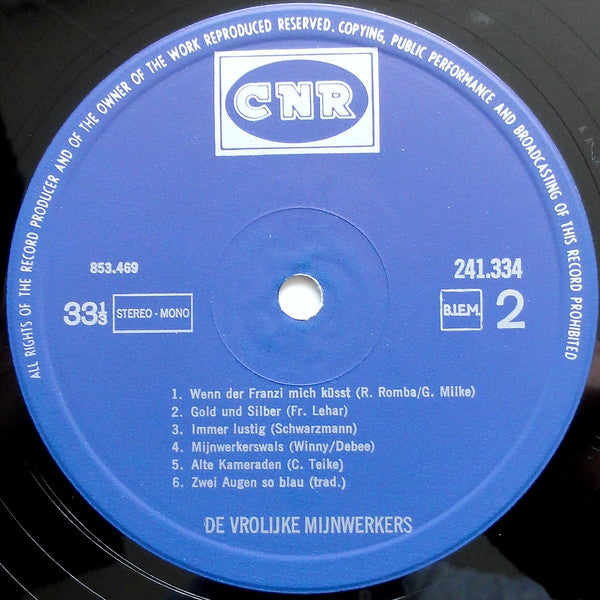 ALL RIGHTS OF THE RECORD PRODUCER AND OF THE OWNER OF THE WORK REPRODUCED RESERVED. COPYING, PUBLIC PERFORMANCE AND BROADCASTING OF THIS RECORD PROHIBITED
CNR
853.469
241.334
33⅓ STEREO - MONO
B.I.E.M. 2
1. Wenn der Franzi mich küsst (R. Romba/G. Milke)
2. Gold und Silber (Fr. Lehar)
3. Immer lustig (Schwarzmann)
4. Mijnwerkerswals (Winny/Debee)
5. Alte Kameraden (C. Teike)
6. Zwei Augen so blau (trad.)
DE VROLIJKE MIJNWERKERS